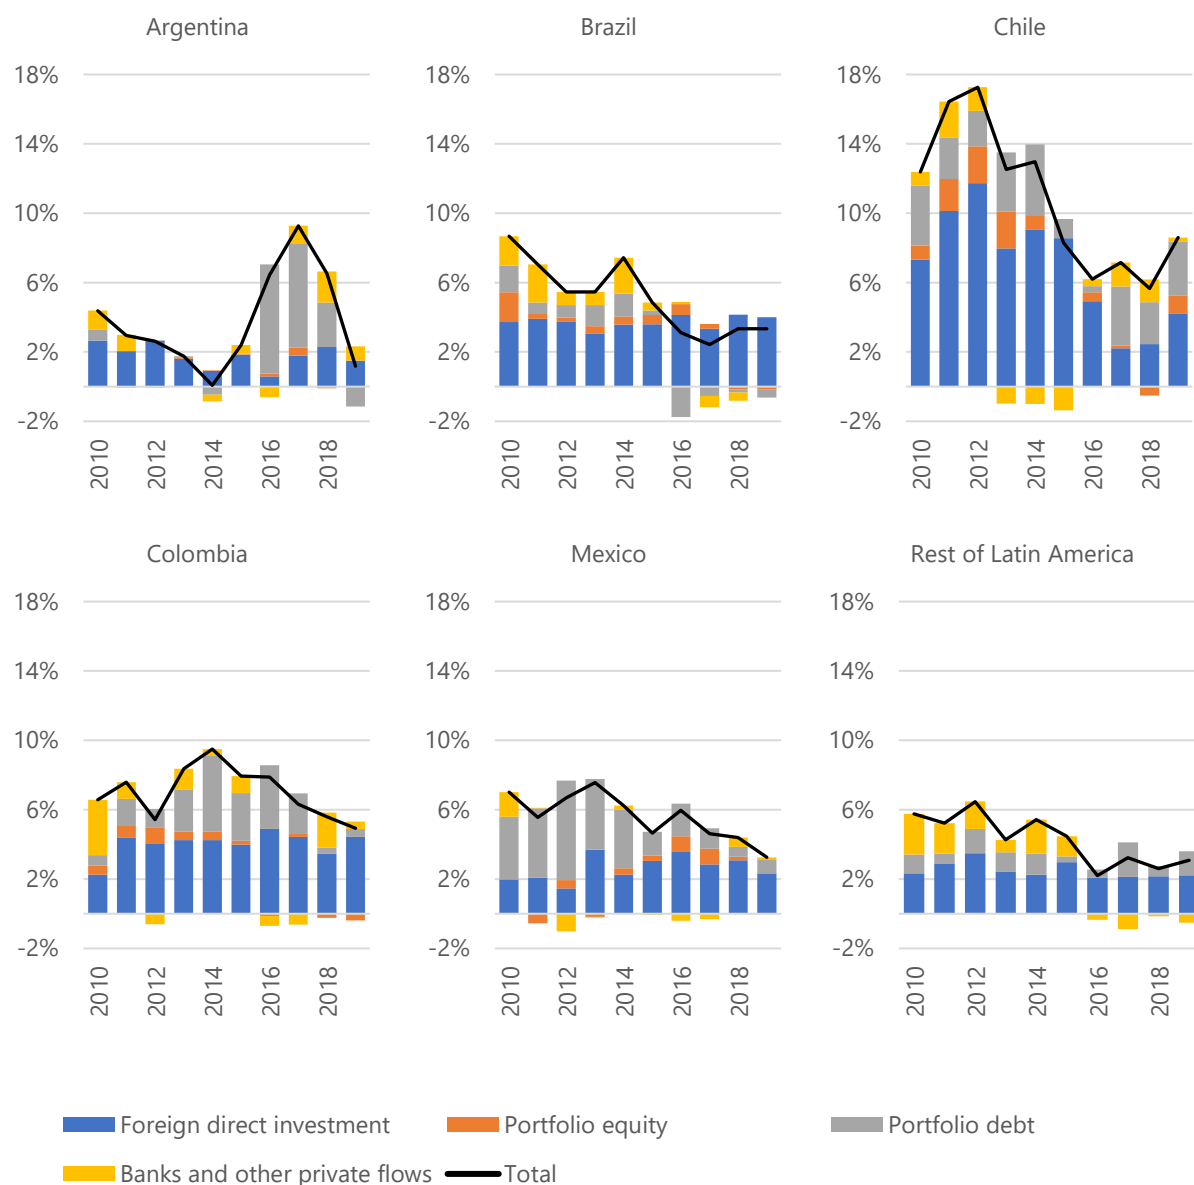 Argentina Brazil Chile
18% 18% 18%
14% 14% 14%
10% 10% 10%
6% 6% 6%
2% 2% 2%
-2% -2% -2%
2010 2012 2014 2016 2018 2010 2012 2014 2016 2018 2010 2012 2014 2016 2018
Colombia Mexico Rest of Latin America
18% 18% 18%
14% 14% 14%
10% 10% 10%
6% 6% 6%
2% 2% 2%
-2% -2% -2%
2010 2012 2014 2016 2018 2010 2012 2014 2016 2018 2010 2012 2014 2016 2018
Foreign direct investment Portfolio equity Portfolio debt
Banks and other private flows Total